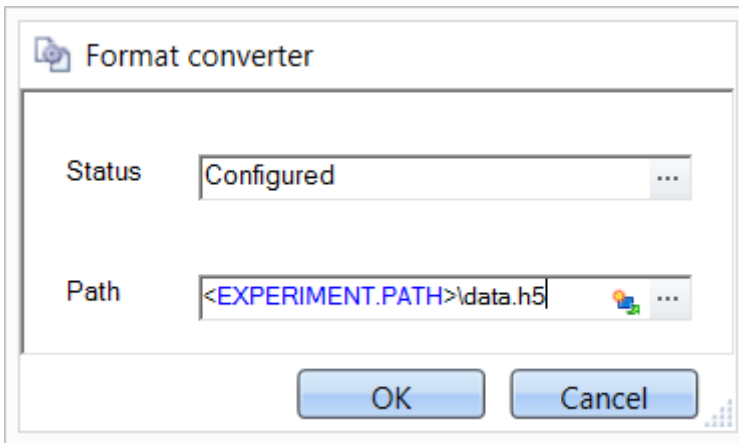 Format converter
Status Configured ...
Path <EXPERIMENT.PATH>\data.h5 ...
OK Cancel